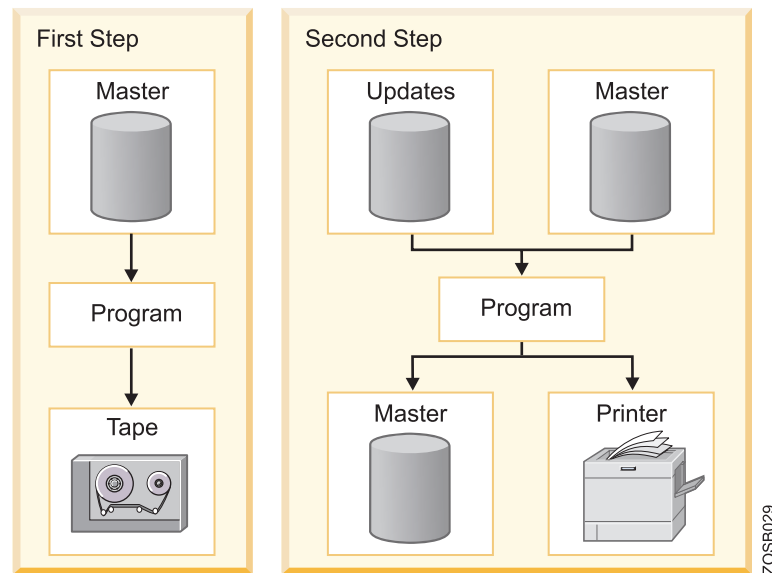 First Step
Master
Program
Tape
Second Step
Updates
Master
Program
Master
Printer
ZOSB029